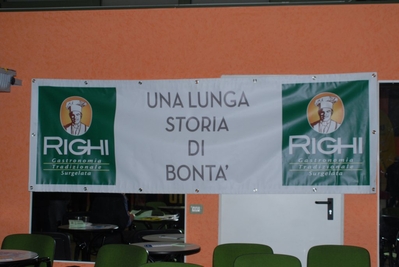 RIGHI
Gastronomia
Tradizionale
Surgelata
UNA LUNGA
STORIA
DI
BONTA'
RIGHI
Gastronomia
Tradizionale
Surgelata